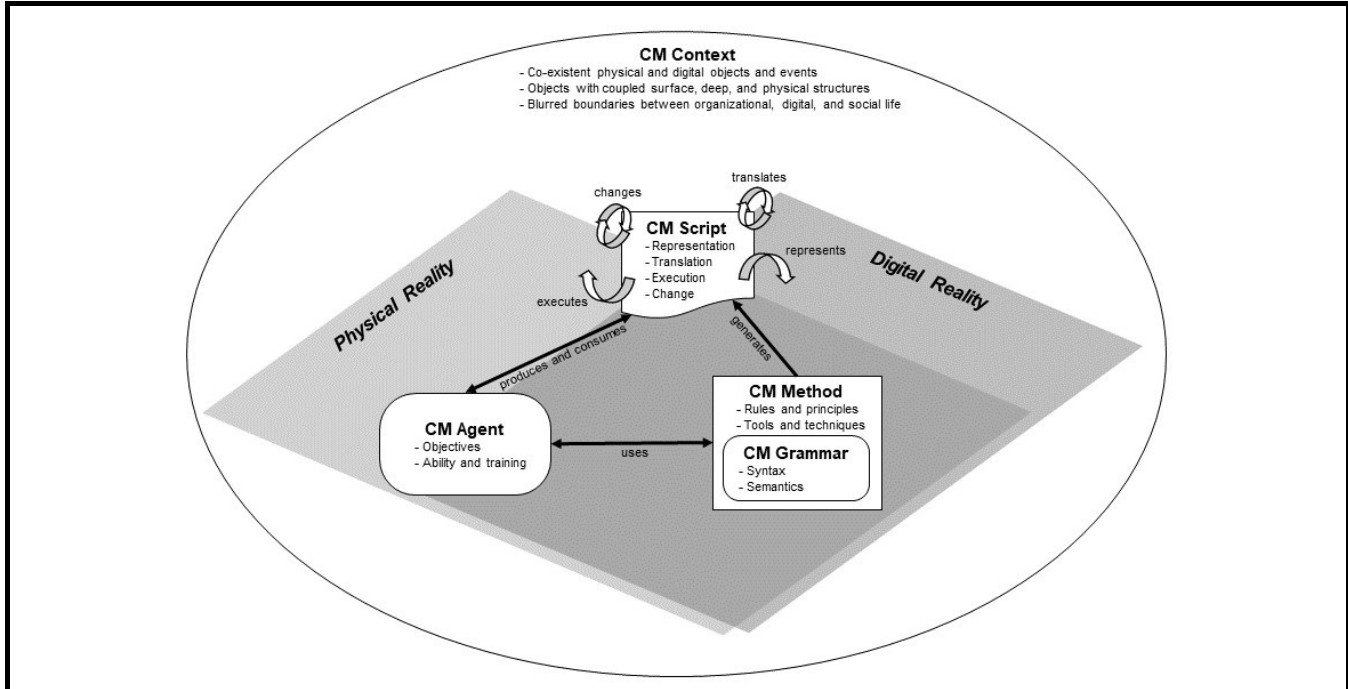 CM Context
- Co-existent physical and digital objects and events
- Objects with coupled surface, deep, and physical structures
- Blurred boundaries between organizational, digital, and social life
translates
changes
CM Script
- Representation
- Translation
- Execution
- Change
represents
executes
Physical Reality
Digital Reality
produces and consumes
generates
CM Method
- Rules and principles
- Tools and techniques
CM Grammar
- Syntax
- Semantics
CM Agent
- Objectives
- Ability and training
uses